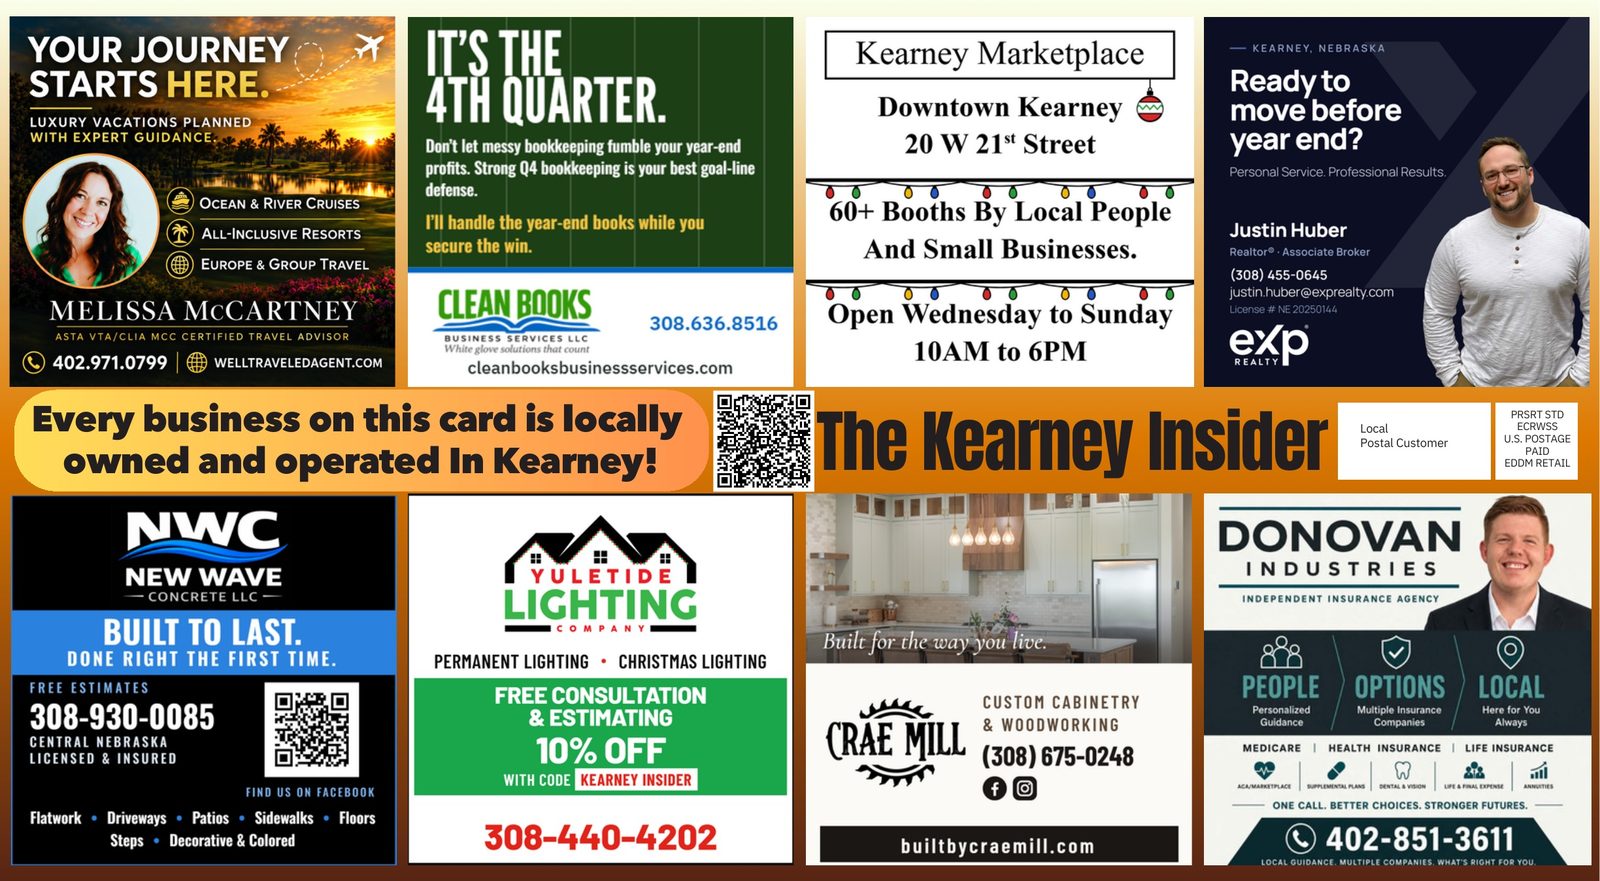 YOUR JOURNEY
STARTS HERE.
LUXURY VACATIONS PLANNED
WITH EXPERT GUIDANCE.
OCEAN & RIVER CRUISES
ALL-INCLUSIVE RESORTS
EUROPE & GROUP TRAVEL
MELISSA McCARTNEY
ASTA VTA/CLIA MCC CERTIFIED TRAVEL ADVISOR
402.971.0799 | WELLTRAVELEDAGENT.COM
IT'S THE
4TH QUARTER.
Don't let messy bookkeeping fumble your year-end
profits. Strong Q4 bookkeeping is your best goal-line
defense.
I'll handle the year-end books while you
secure the win.
CLEAN BOOKS
BUSINESS SERVICES LLC
White glove solutions that count
308.636.8516
cleanbooksbusinessservices.com
Kearney Marketplace
Downtown Kearney
20 W 21st Street
60+ Booths By Local People
And Small Businesses.
Open Wednesday to Sunday
10AM to 6PM
KEARNEY, NEBRASKA
Ready to
move before
year end?
Personal Service. Professional Results.
Justin Huber
Realtor® · Associate Broker
(308) 455-0645
justin.huber@exprealty.com
License # NE 20250144
exp
REALTY
Every business on this card is locally
owned and operated In Kearney!
The Kearney Insider
Local
Postal Customer
PRSRT STD
ECRWSS
U.S. POSTAGE
PAID
EDDM RETAIL
NWC
NEW WAVE
CONCRETE LLC
BUILT TO LAST.
DONE RIGHT THE FIRST TIME.
FREE ESTIMATES
308-930-0085
CENTRAL NEBRASKA
LICENSED & INSURED
FIND US ON FACEBOOK
Flatwork • Driveways • Patios • Sidewalks • Floors
Steps • Decorative & Colored
YULETIDE
LIGHTING
COMPANY
PERMANENT LIGHTING • CHRISTMAS LIGHTING
FREE CONSULTATION
& ESTIMATING
10% OFF
WITH CODE KEARNEY INSIDER
308-440-4202
Built for the way you live.
CRAE MILL
CUSTOM CABINETRY
& WOODWORKING
(308) 675-0248
builtbycraemill.com
DONOVAN
INDUSTRIES
INDEPENDENT INSURANCE AGENCY
PEOPLE
Personalized
Guidance
OPTIONS
Multiple Insurance
Companies
LOCAL
Here for You
Always
MEDICARE | HEALTH INSURANCE | LIFE INSURANCE
ACA/MARKETPLACE
SUPPLEMENTAL PLANS
DENTAL & VISION
LIFE & FINAL EXPENSE
ANNUITIES
ONE CALL. BETTER CHOICES. STRONGER FUTURES.
402-851-3611
LOCAL GUIDANCE. MULTIPLE COMPANIES. WHAT'S RIGHT FOR YOU.